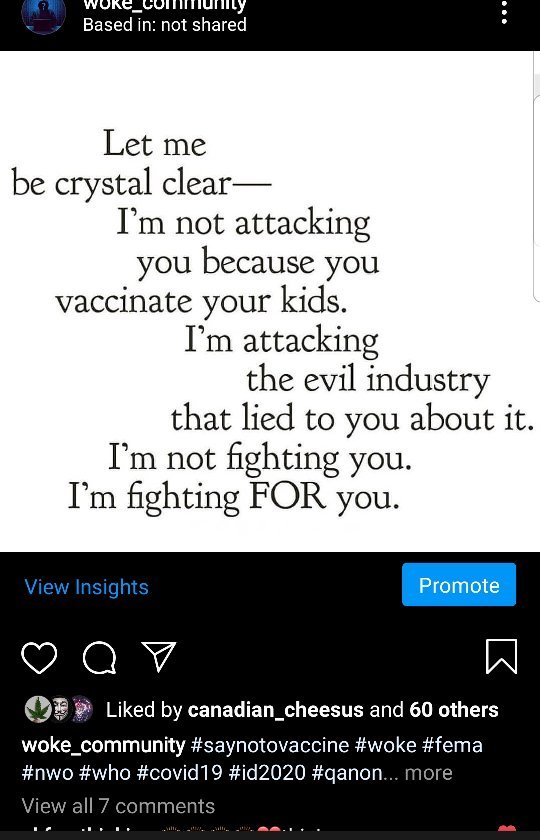 woke_community
Based in: not shared
Let me
be crystal clear—
I'm not attacking
you because you
vaccinate your kids.
I'm attacking
the evil industry
that lied to you about it.
I'm not fighting you.
I'm fighting FOR you.
View Insights
Promote
Liked by canadian_cheesus and 60 others
woke_community #saynotovaccine #woke #fema
#nwo #who #covid19 #id2020 #qanon... more
View all 7 comments